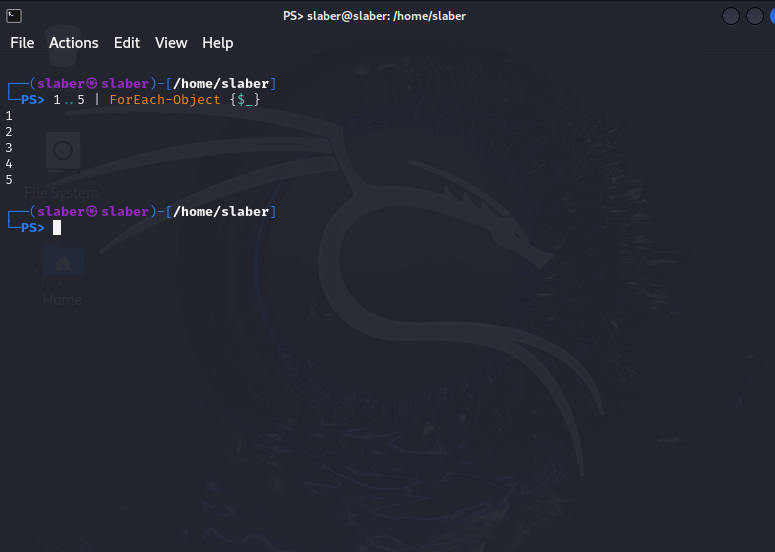 PS> slaber@slaber: /home/slaber
File Actions Edit View Help
┌──(slaber㉿slaber)-[/home/slaber]
└─PS> 1..5 | ForEach-Object {$_}
1
2
3
4
5
File System
┌──(slaber㉿slaber)-[/home/slaber]
└─PS>
Home